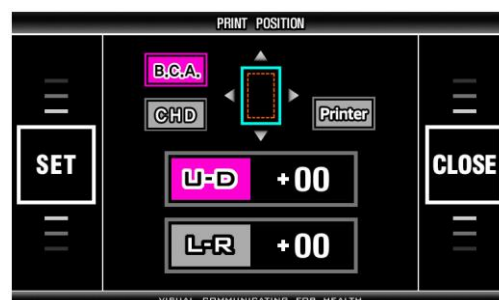 PRINT POSITION
B.C.A.
CHD
Printer
SET
CLOSE
U-D +00
L-R +00
VISUAL COMMUNICATING FOR HEALTH